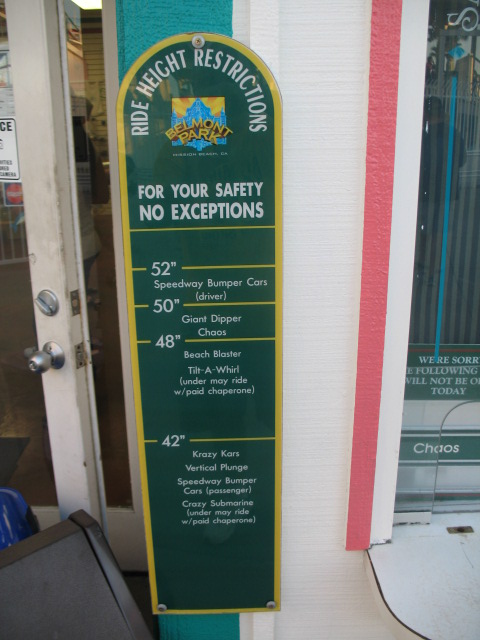 RIDE HEIGHT RESTRICTIONS
BELMONT
PARK
MISSION BEACH, CA
FOR YOUR SAFETY
NO EXCEPTIONS
52"
Speedway Bumper Cars
(driver)
50"
Giant Dipper
Chaos
48"
Beach Blaster
Tilt-A-Whirl
(under may ride
w/paid chaperone)
42"
Krazy Kars
Vertical Plunge
Speedway Bumper
Cars (passenger)
Crazy Submarine
(under may ride
w/paid chaperone)
WE'RE SORRY
FOLLOWING
WILL NOT BE
TODAY
Chaos